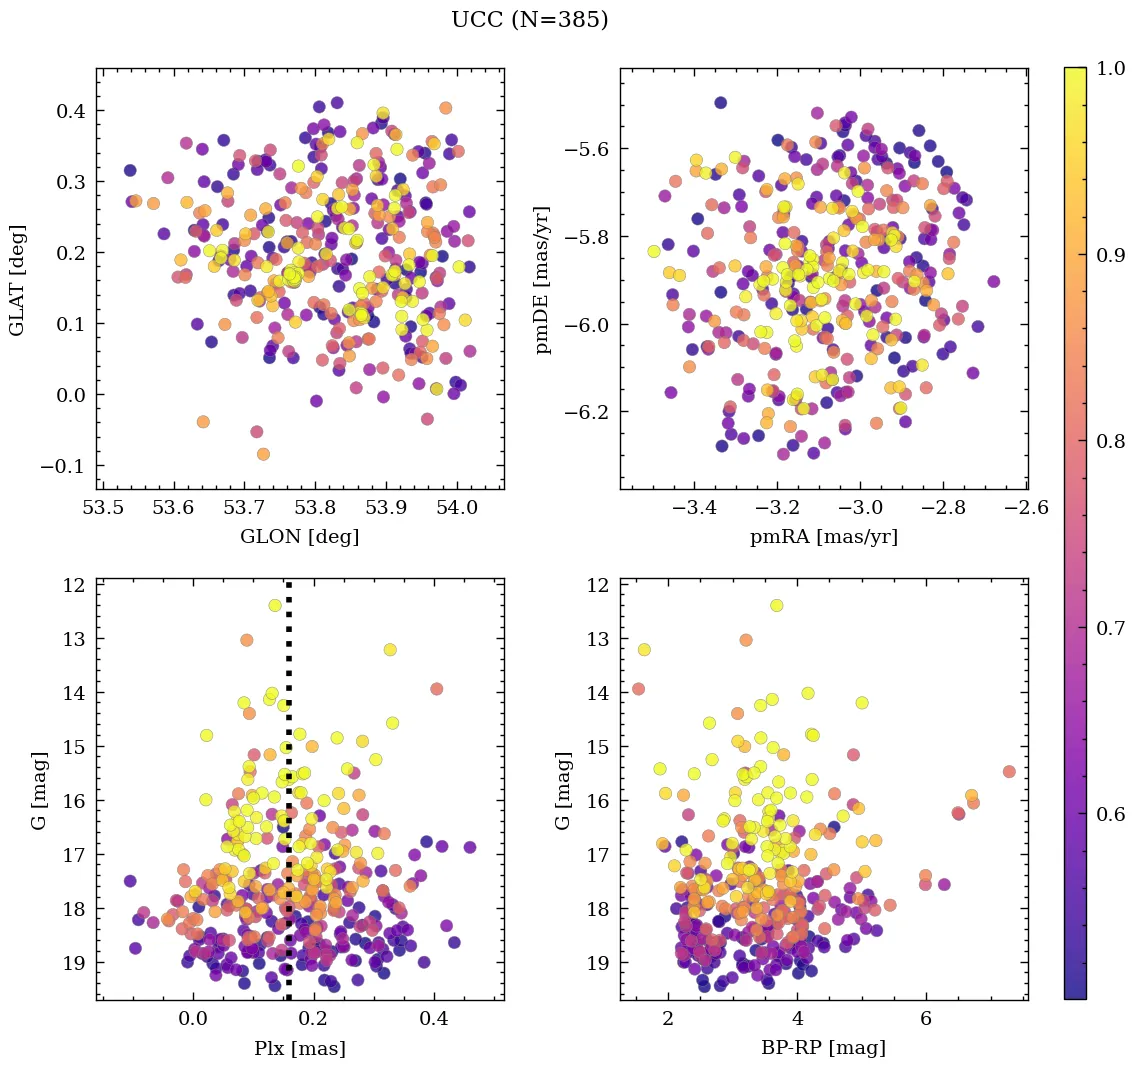 UCC (N=385)
0.4
0.3
0.2
0.1
0.0
−0.1
GLAT [deg]
53.5 53.6 53.7 53.8 53.9 54.0
GLON [deg]
−5.6
−5.8
−6.0
−6.2
pmDE [mas/yr]
−3.4 −3.2 −3.0 −2.8 −2.6
pmRA [mas/yr]
12
13
14
15
16
17
18
19
G [mag]
0.0 0.2 0.4
Plx [mas]
12
13
14
15
16
17
18
19
G [mag]
2 4 6
BP-RP [mag]
1.0
0.9
0.8
0.7
0.6